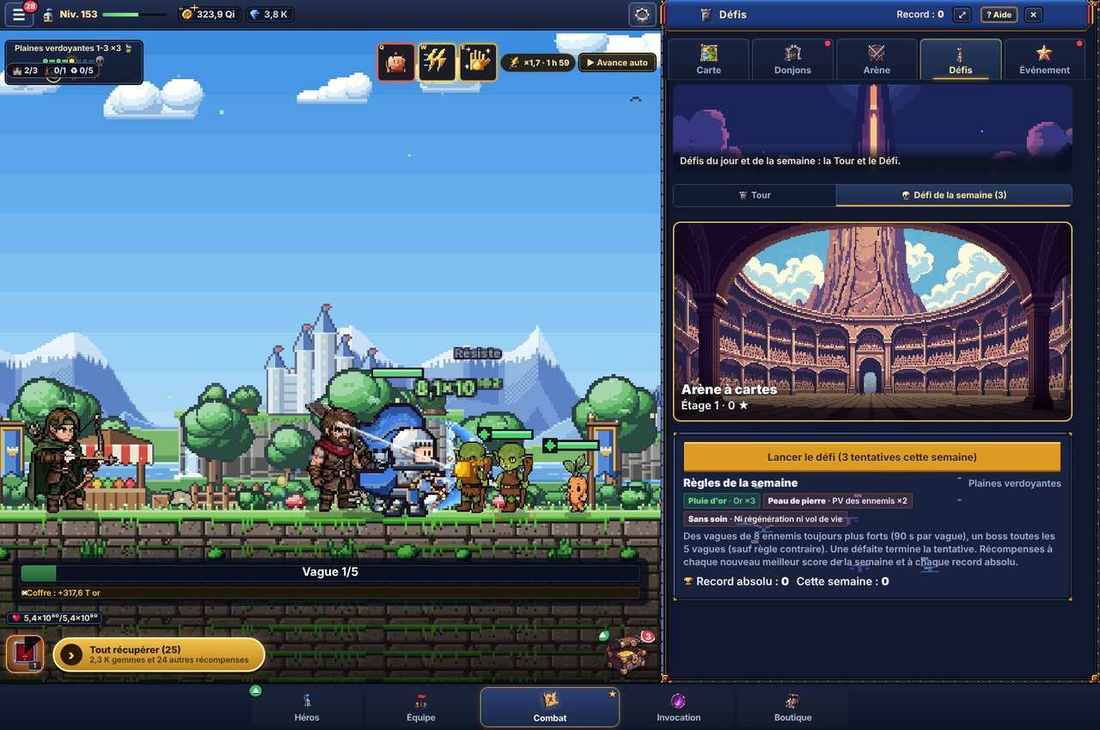 28
Niv. 153
323,9 Qi
3,8 K
Défis
Record : 0
? Aide
Plaines verdoyantes 1-3 ×3
2/3
0/1
0/5
Q
W
E
×1,7 · 1 h 59
Avance auto
Carte
Donjons
Arène
Défis
Événement
Défis du jour et de la semaine : la Tour et le Défi.
Tour
Défi de la semaine (3)
Arène à cartes
Étage 1 · 0 ★
Résiste
Lancer le défi (3 tentatives cette semaine)
Règles de la semaine
Plaines verdoyantes
Pluie d'or · Or ×3
Peau de pierre · PV des ennemis ×2
Sans soin · Ni régénération ni vol de vie
Des vagues de 8 ennemis toujours plus forts (90 s par vague), un boss toutes les
5 vagues (sauf règle contraire). Une défaite termine la tentative. Récompenses à
chaque nouveau meilleur score de la semaine et à chaque record absolu.
Record absolu : 0 Cette semaine : 0
Vague 1/5
Coffre : +317,6 T or
1
Tout récupérer (25)
2,3 K gemmes et 24 autres récompenses
3
Héros
Équipe
Combat
Invocation
Boutique